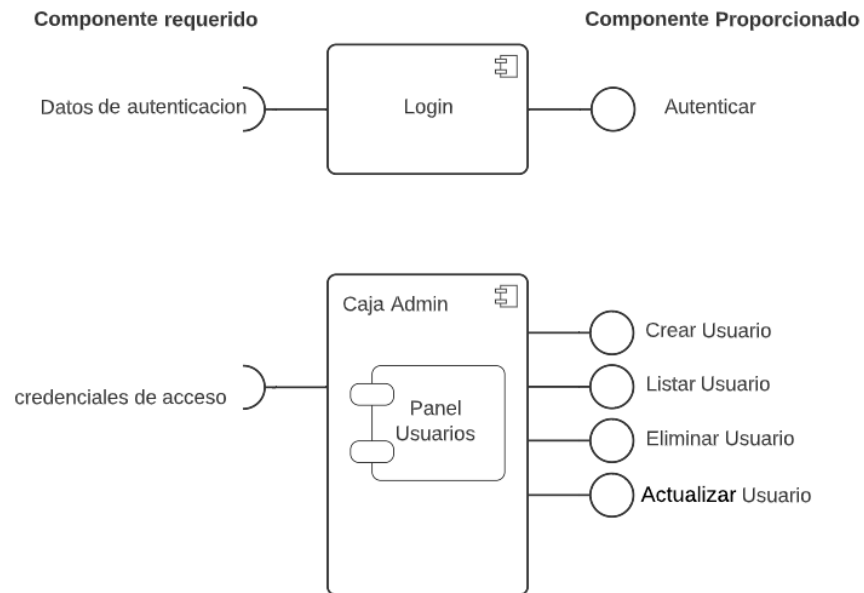 Componente requerido
Componente Proporcionado
Datos de autenticacion
Login
Autenticar
Caja Admin
Crear Usuario
credenciales de acceso
Listar Usuario
Panel
Usuarios
Eliminar Usuario
Actualizar Usuario